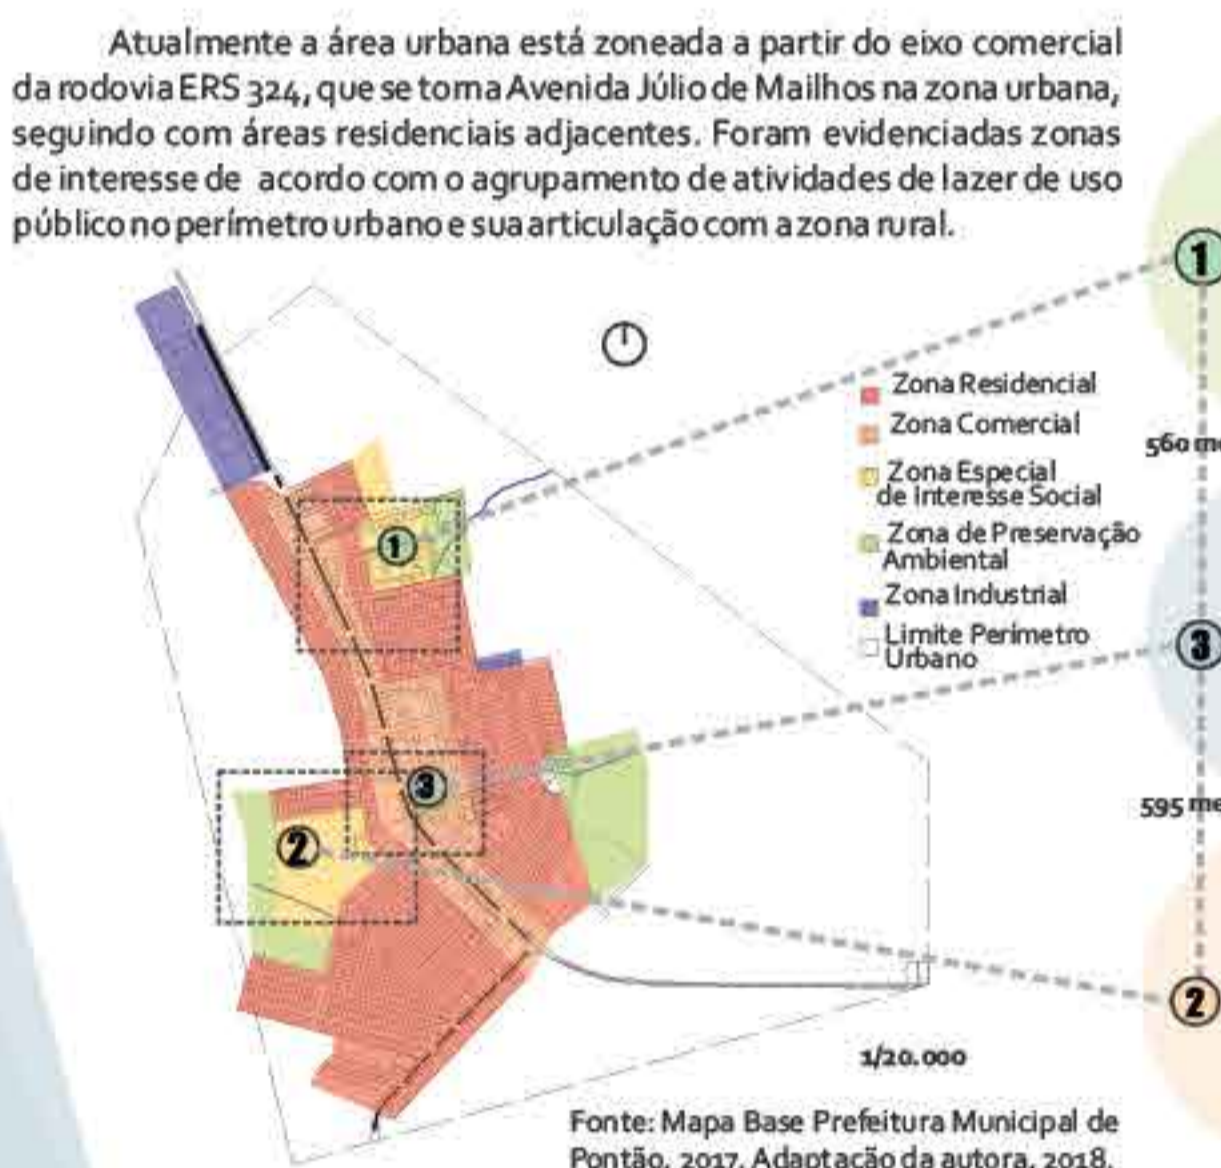 Atualmente a área urbana está zoneada a partir do eixo comercial
da rodovia ERS 324, que se torna Avenida Júlio de Mailhos na zona urbana,
seguindo com áreas residenciais adjacentes. Foram evidenciadas zonas
de interesse de acordo com o agrupamento de atividades de lazer de uso
público no perímetro urbano e sua articulação com a zona rural.
1
Zona Residencial
Zona Comercial
560 me
Zona Especial
de Interesse Social
Zona de Preservação
Ambiental
1
Zona Industrial
Limite Perímetro
Urbano
3
3
595 me
2
2
1/20.000
Fonte: Mapa Base Prefeitura Municipal de
Pontão, 2017. Adaptação da autora, 2018.